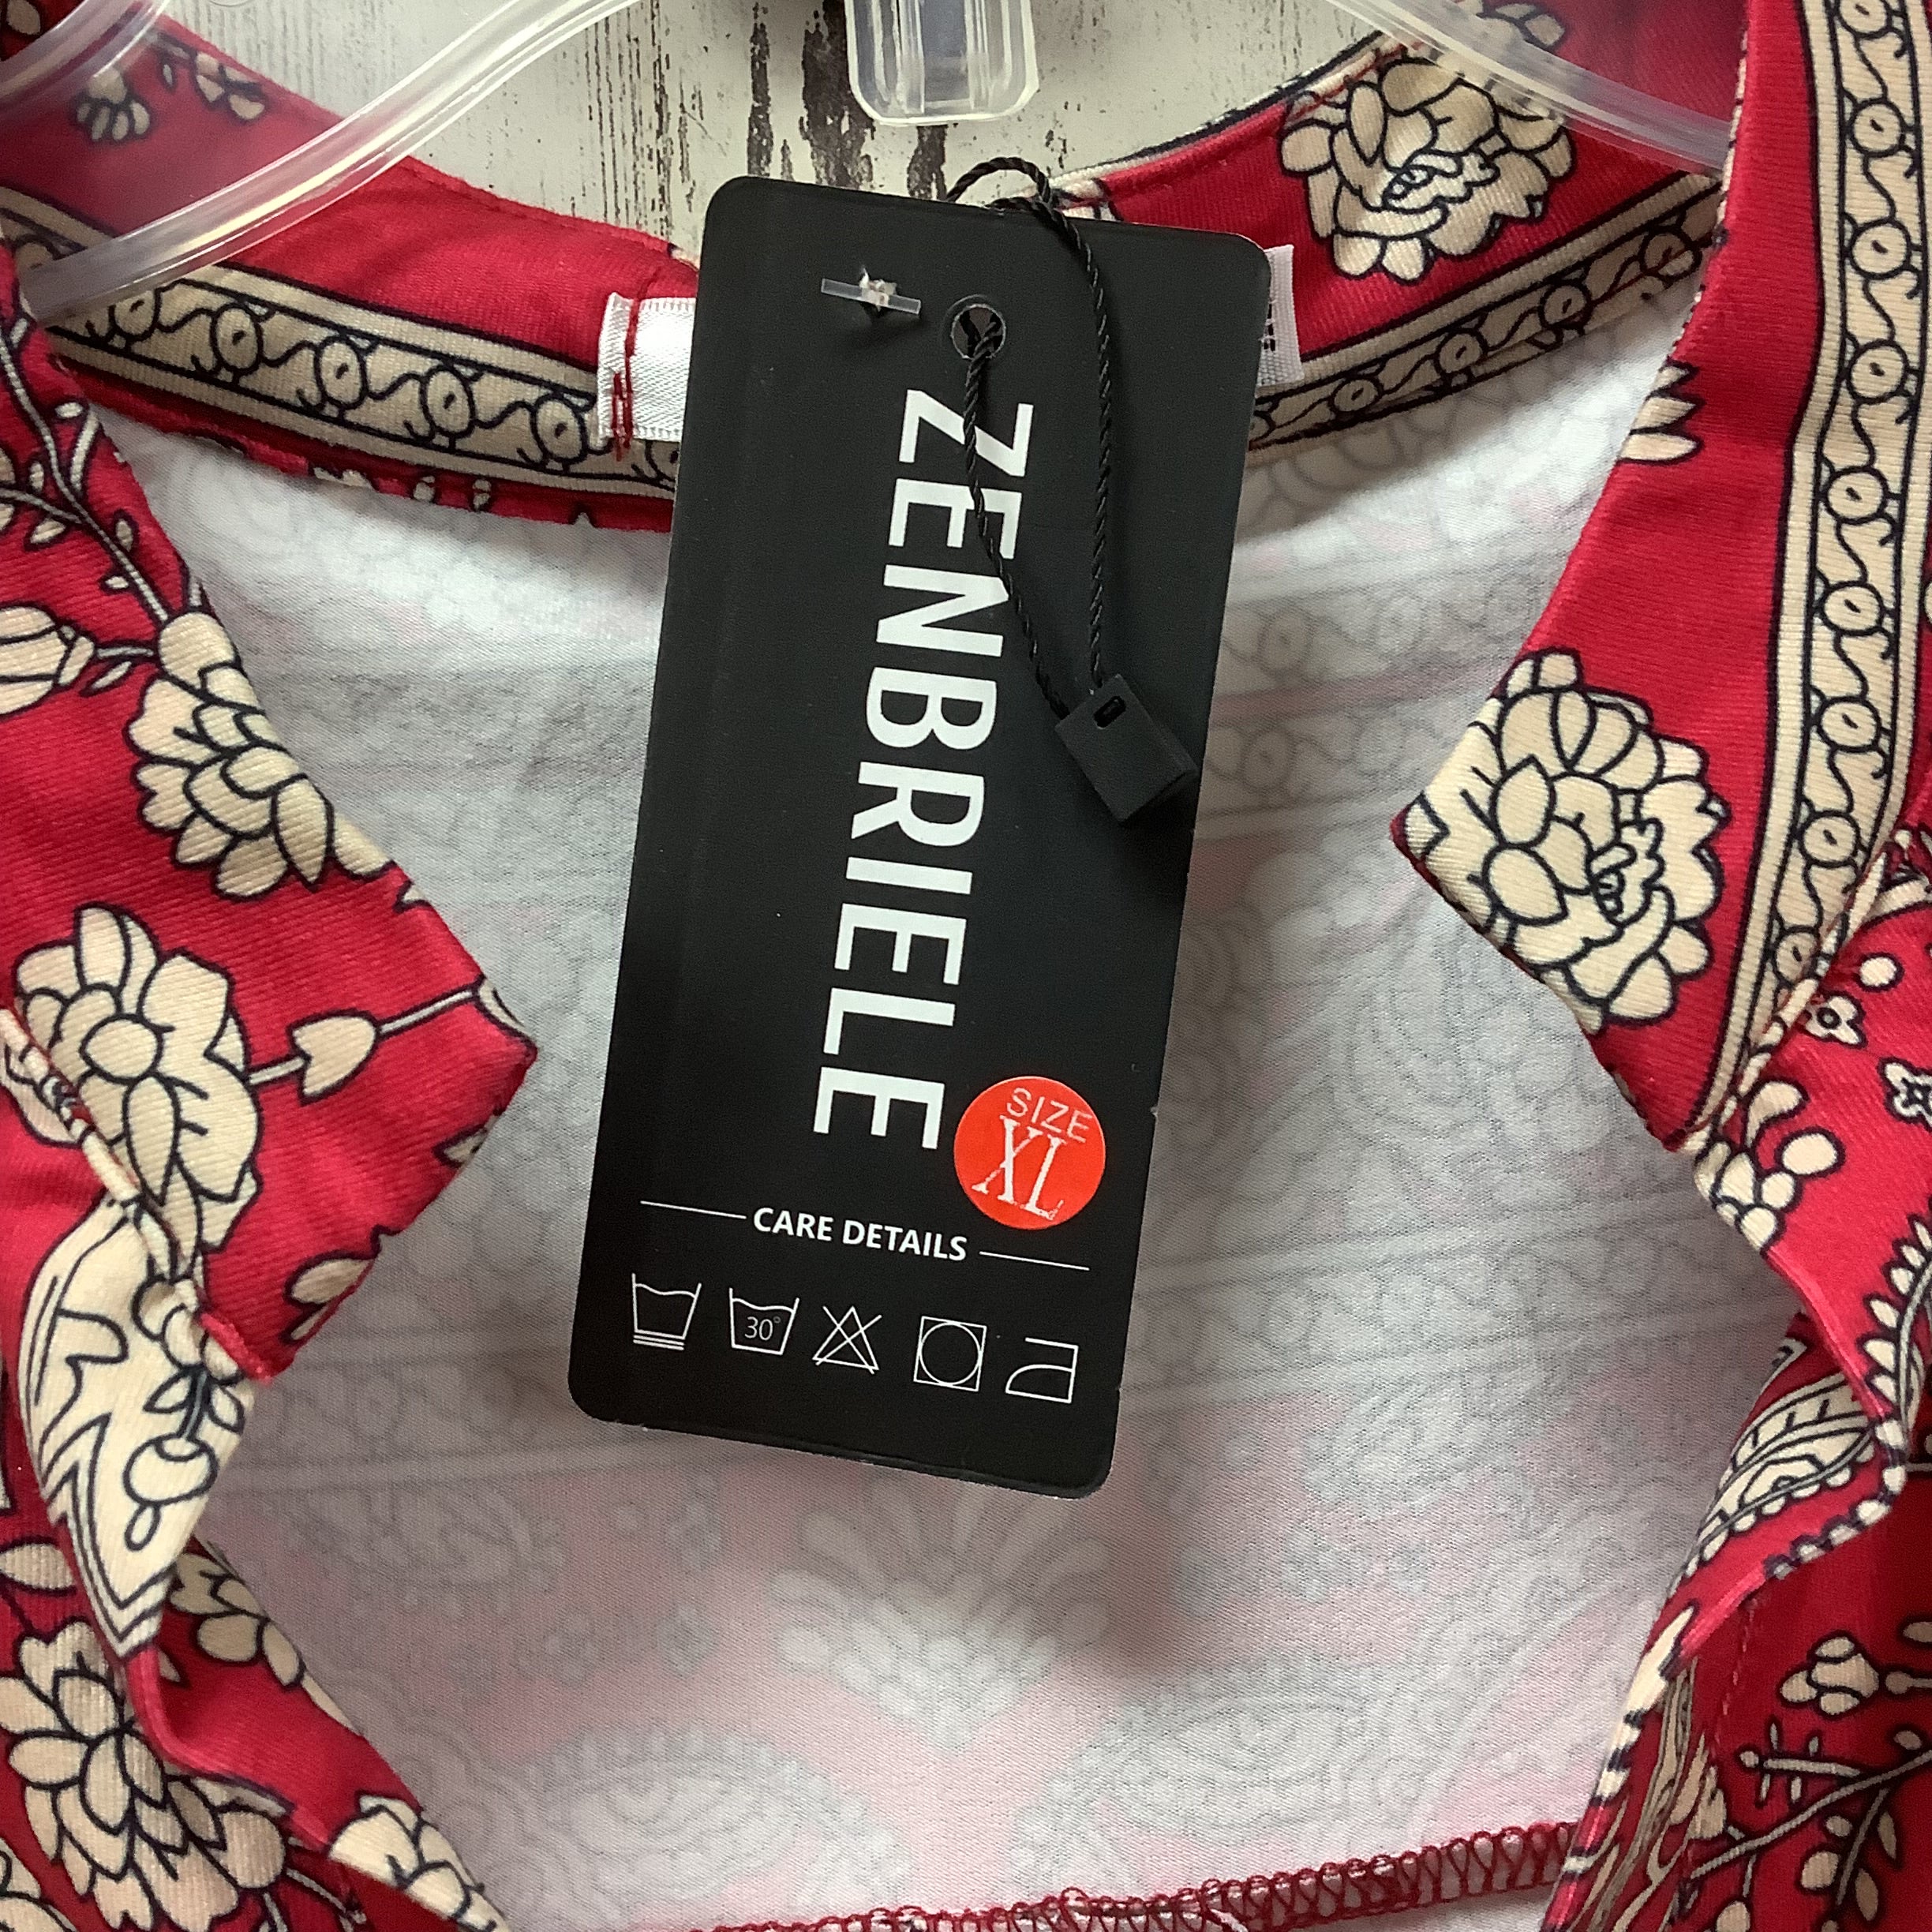 ZENBRIELE
SIZE
XL
CARE DETAILS
30°